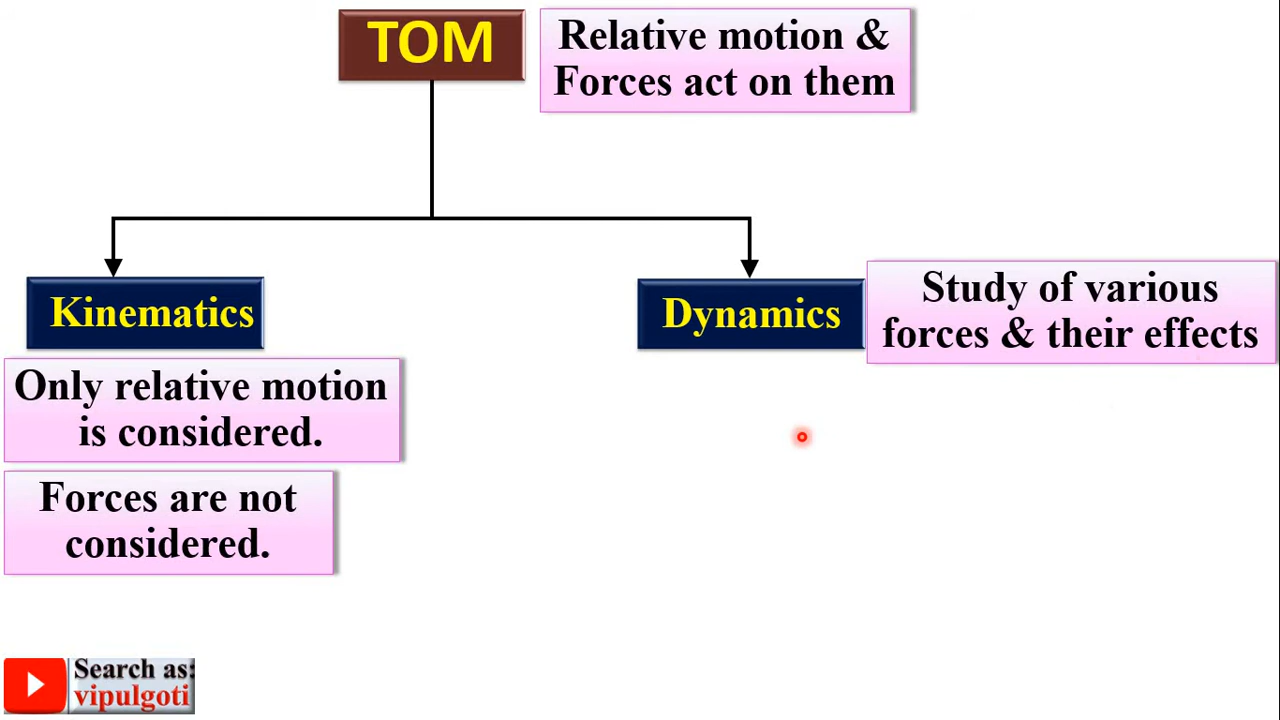 TOM
Relative motion &
Forces act on them
Kinematics
Dynamics
Study of various
forces & their effects
Only relative motion
is considered.
Forces are not
considered.
Search as:
vipulgoti